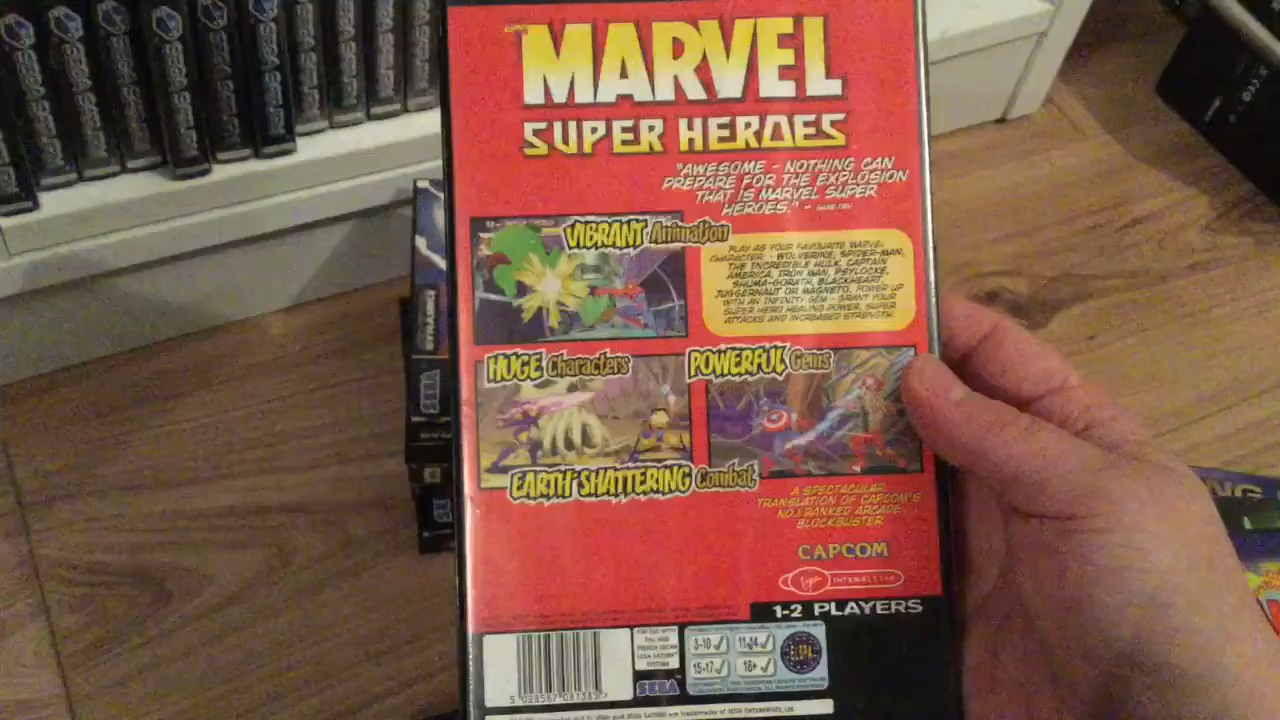 MARVEL
SUPER HEROES
"AWESOME - NOTHING CAN
PREPARE FOR THE EXPLOSION
THAT IS MARVEL SUPER
HEROES." - GAME FAN
VIBRANT Animation
PLAY AS YOUR FAVOURITE MARVEL
CHARACTER - WOLVERINE, SPIDER-MAN,
THE INCREDIBLE HULK, CAPTAIN
AMERICA, IRON MAN, PSYLOCKE,
SHUMA-GORATH, BLACKHEART,
JUGGERNAUT OR MAGNETO. POWER UP
WITH AN INFINITY GEM - GRANT YOUR
SUPER HERO HEALING POWER, SUPER
ATTACKS AND INCREASED STRENGTH.
HUGE Characters
POWERFUL Gems
EARTH SHATTERING Combat
A SPECTACULAR
TRANSLATION OF CAPCOM'S
NO.1 RANKED ARCADE
BLOCKBUSTER
CAPCOM
Virgin INTERACTIVE
1-2 PLAYERS
3-10 ✓ 11-14 ✓
15-17 ✓ 18+ ✓
ELSPA
SEGA
SEGA